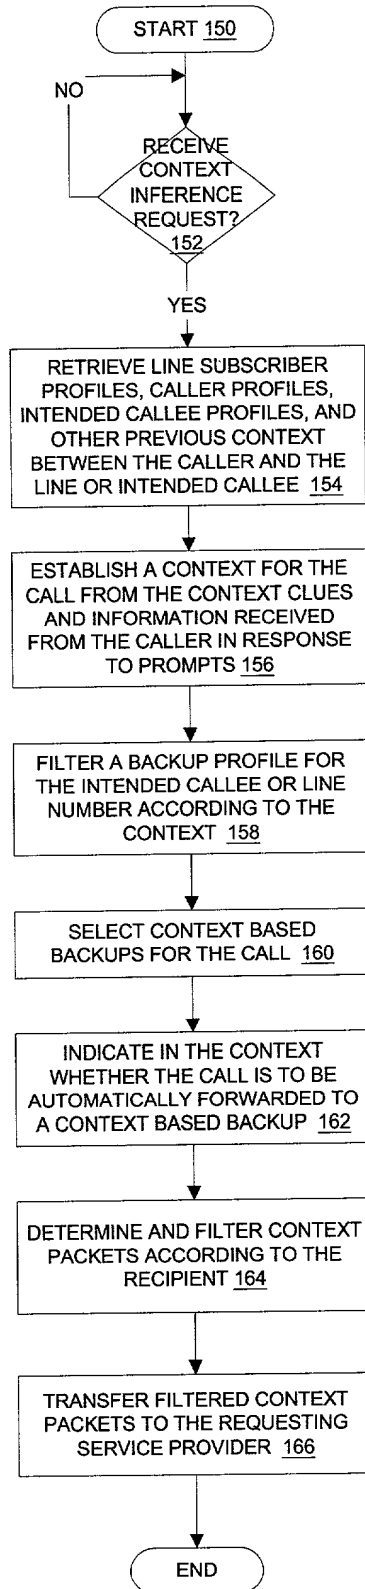 START 150
NO
RECEIVE
CONTEXT
INFERENCE
REQUEST?
152
YES
RETRIEVE LINE SUBSCRIBER
PROFILES, CALLER PROFILES,
INTENDED CALLEE PROFILES, AND
OTHER PREVIOUS CONTEXT
BETWEEN THE CALLER AND THE
LINE OR INTENDED CALLEE 154
ESTABLISH A CONTEXT FOR THE
CALL FROM THE CONTEXT CLUES
AND INFORMATION RECEIVED
FROM THE CALLER IN RESPONSE
TO PROMPTS 156
FILTER A BACKUP PROFILE FOR
THE INTENDED CALLEE OR LINE
NUMBER ACCORDING TO THE
CONTEXT 158
SELECT CONTEXT BASED
BACKUPS FOR THE CALL 160
INDICATE IN THE CONTEXT
WHETHER THE CALL IS TO BE
AUTOMATICALLY FORWARDED TO
A CONTEXT BASED BACKUP 162
DETERMINE AND FILTER CONTEXT
PACKETS ACCORDING TO THE
RECIPIENT 164
TRANSFER FILTERED CONTEXT
PACKETS TO THE REQUESTING
SERVICE PROVIDER 166
END